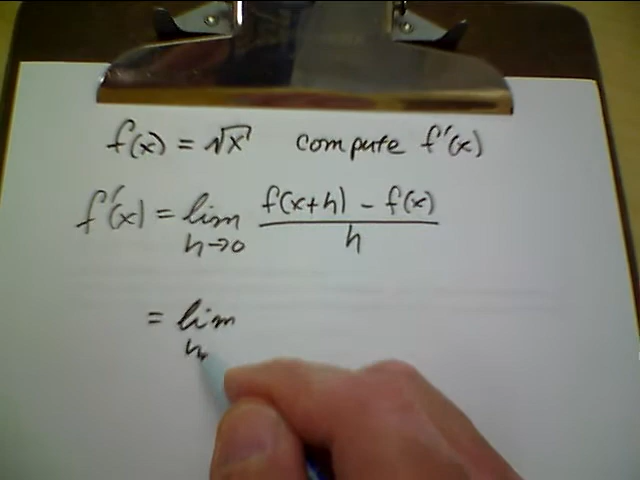 f(x) = √x compute f'(x)
f'(x) = lim h→0 f(x+h) - f(x) / h
= lim h